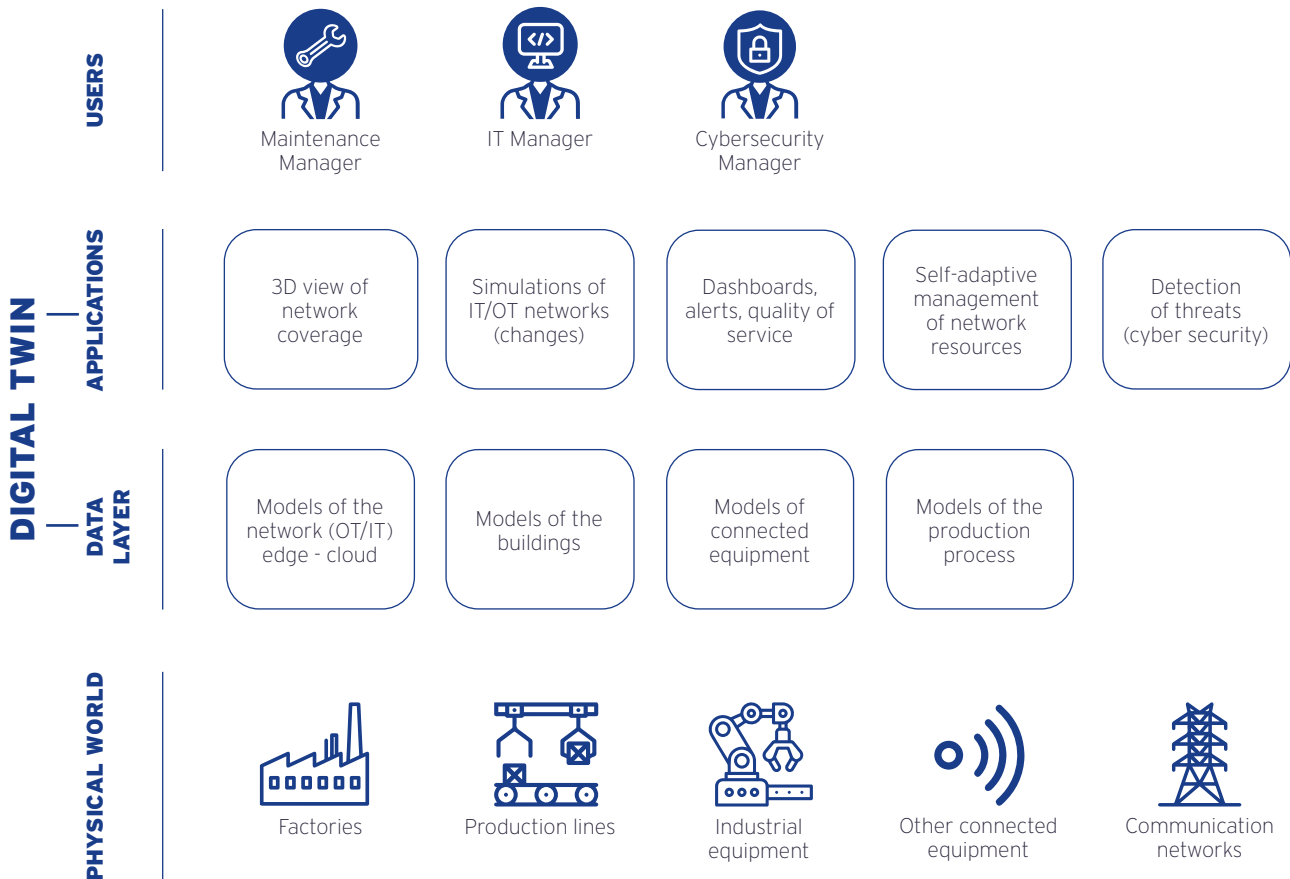 USERS
Maintenance
Manager
IT Manager
</>
Cybersecurity
Manager
DIGITAL TWIN
APPLICATIONS
3D view of
network
coverage
Simulations of
IT/OT networks
(changes)
Dashboards,
alerts, quality of
service
Self-adaptive
management
of network
resources
Detection
of threats
(cyber security)
DATA
LAYER
Models of the
network (OT/IT)
edge - cloud
Models of the
buildings
Models of
connected
equipment
Models of the
production
process
PHYSICAL WORLD
Factories
Production lines
Industrial
equipment
Other connected
equipment
Communication
networks